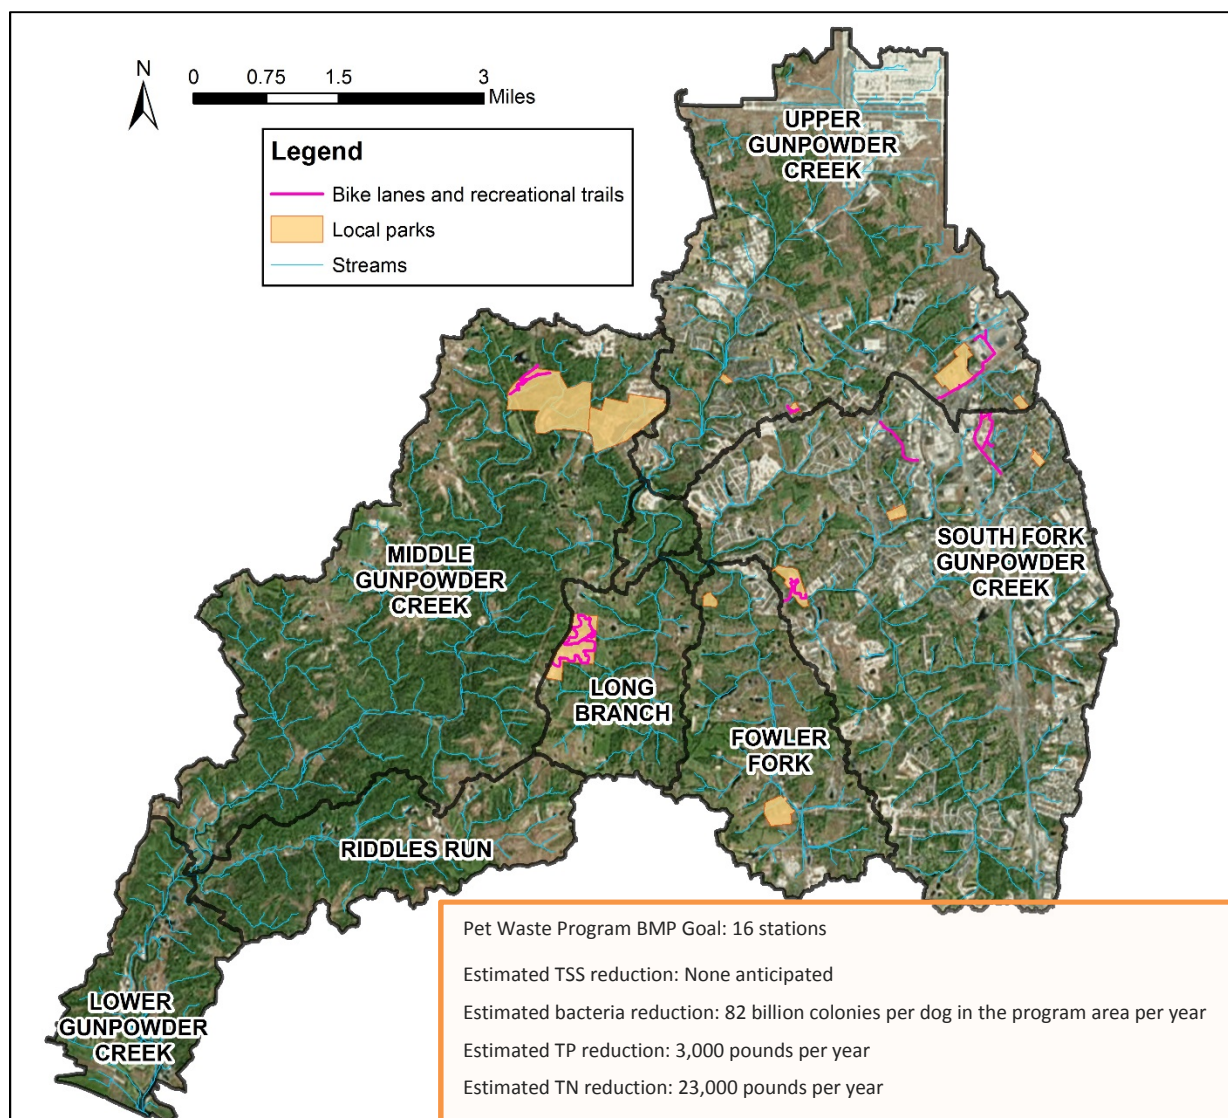 N
0 0.75 1.5 3
Miles
Legend
Bike lanes and recreational trails
Local parks
Streams
UPPER
GUNPOWDER
CREEK
MIDDLE
GUNPOWDER
CREEK
SOUTH FORK
GUNPOWDER
CREEK
LONG
BRANCH
FOWLER
FORK
RIDDLES RUN
LOWER
GUNPOWDER
CREEK
Pet Waste Program BMP Goal: 16 stations
Estimated TSS reduction: None anticipated
Estimated bacteria reduction: 82 billion colonies per dog in the program area per year
Estimated TP reduction: 3,000 pounds per year
Estimated TN reduction: 23,000 pounds per year